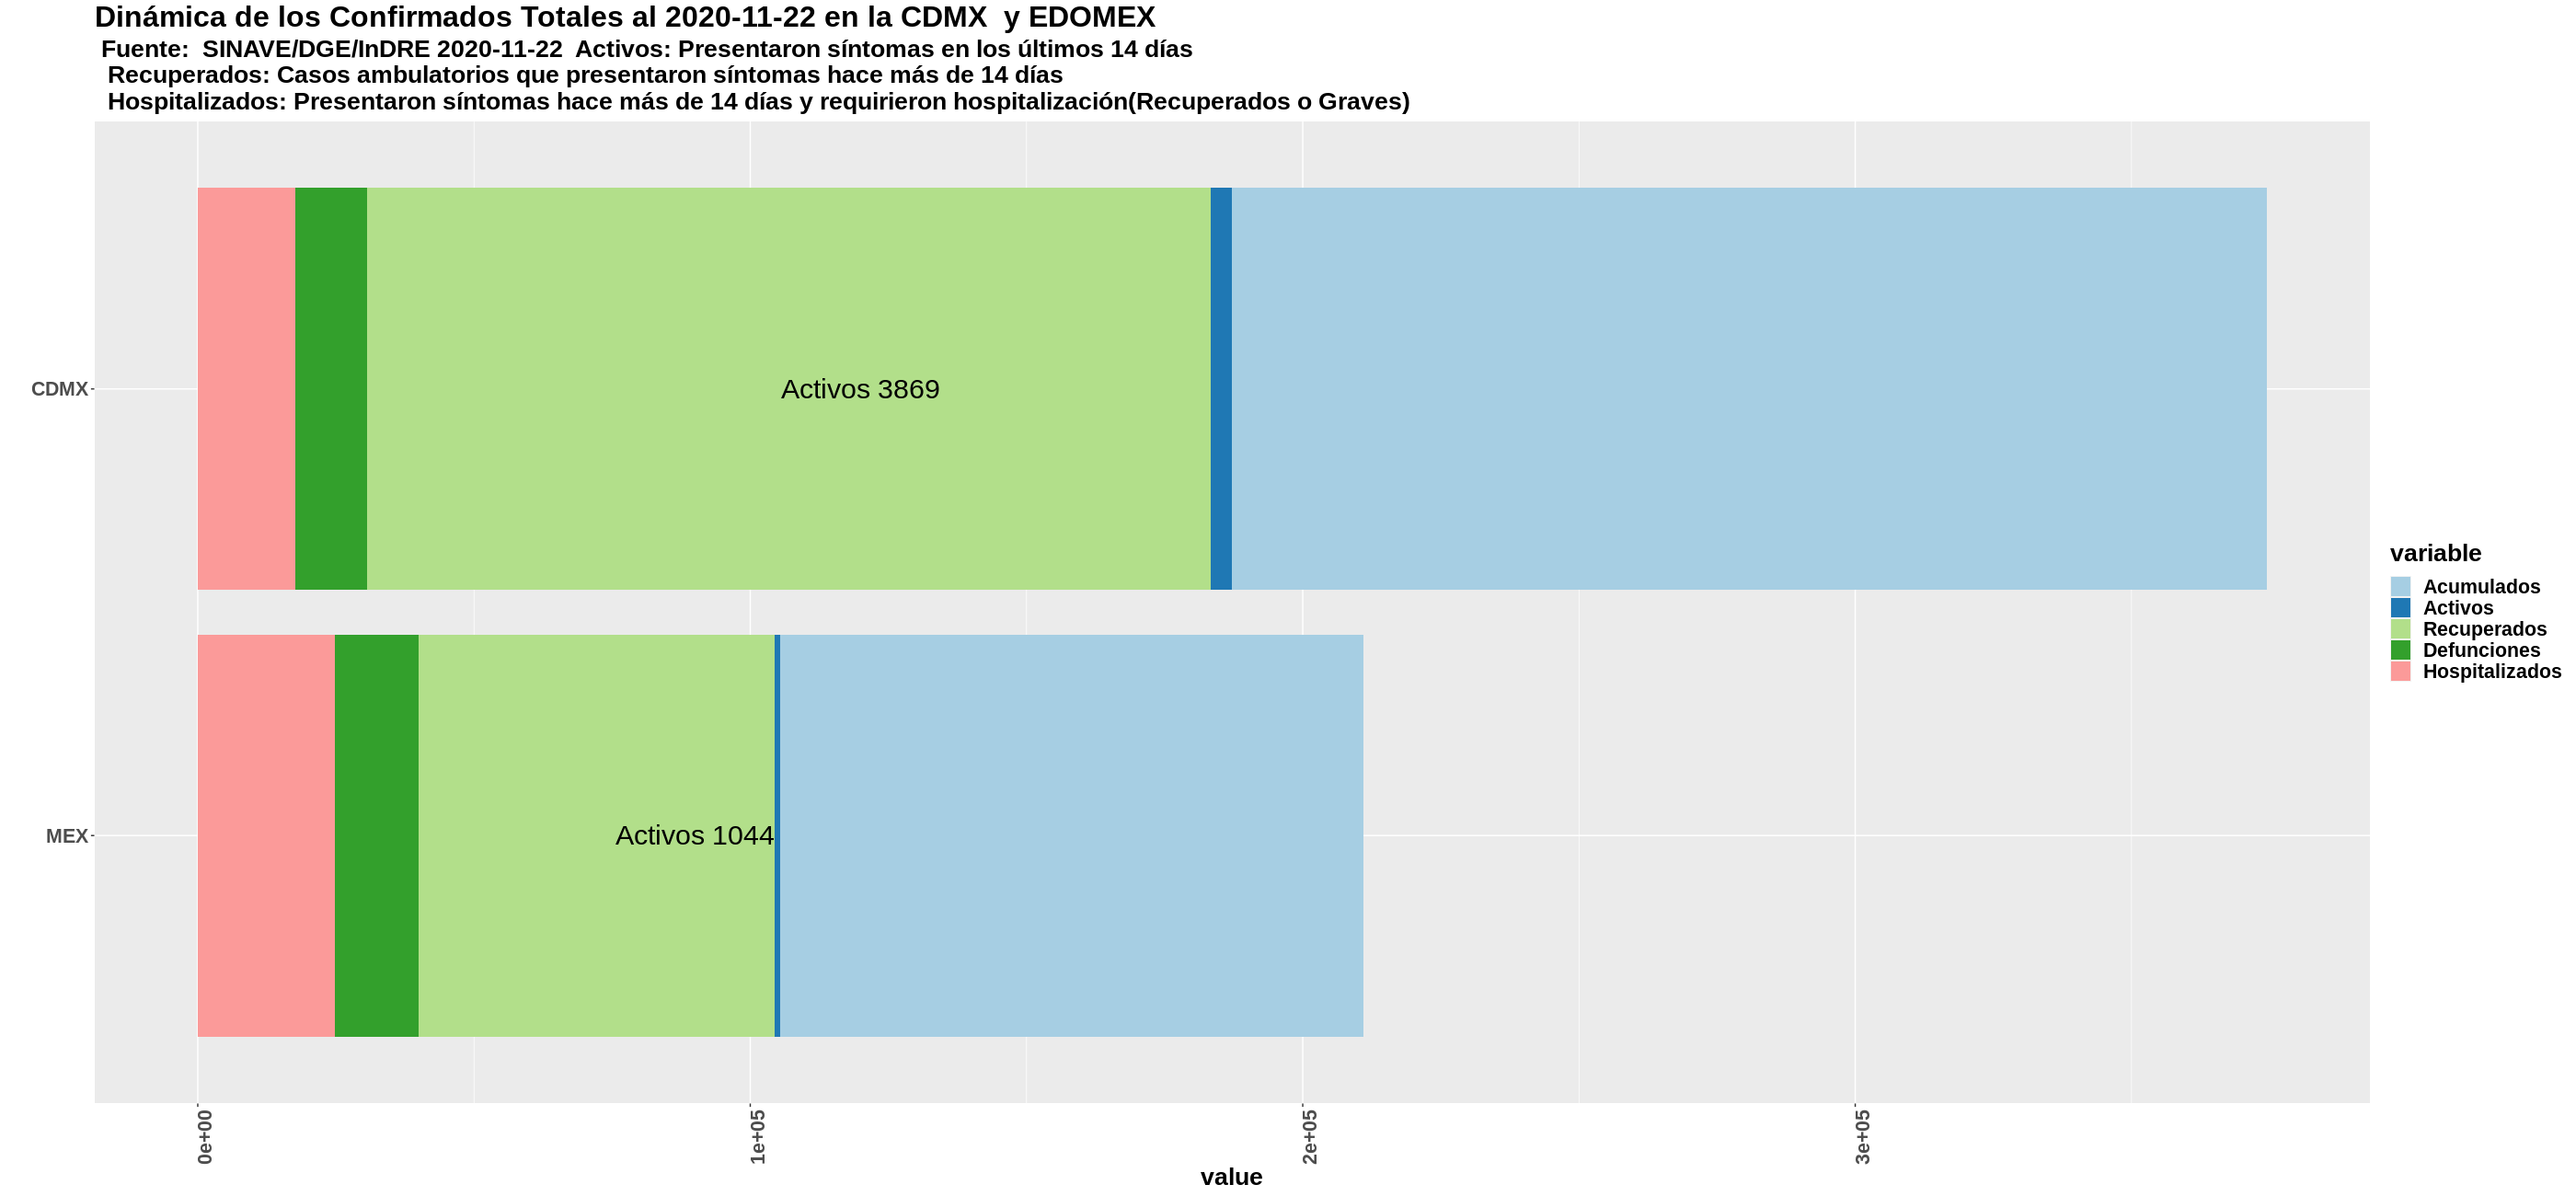 Dinámica de los Confirmados Totales al 2020-11-22 en la CDMX  y EDOMEX
Fuente:  SINAVE/DGE/InDRE 2020-11-22  Activos: Presentaron síntomas en los últimos 14 días
Recuperados: Casos ambulatorios que presentaron síntomas hace más de 14 días
Hospitalizados: Presentaron síntomas hace más de 14 días y requirieron hospitalización(Recuperados o Graves)
CDMX
Activos 3869
MEX
Activos 1044
variable
Acumulados
Activos
Recuperados
Defunciones
Hospitalizados
0e+00
1e+05
2e+05
3e+05
value